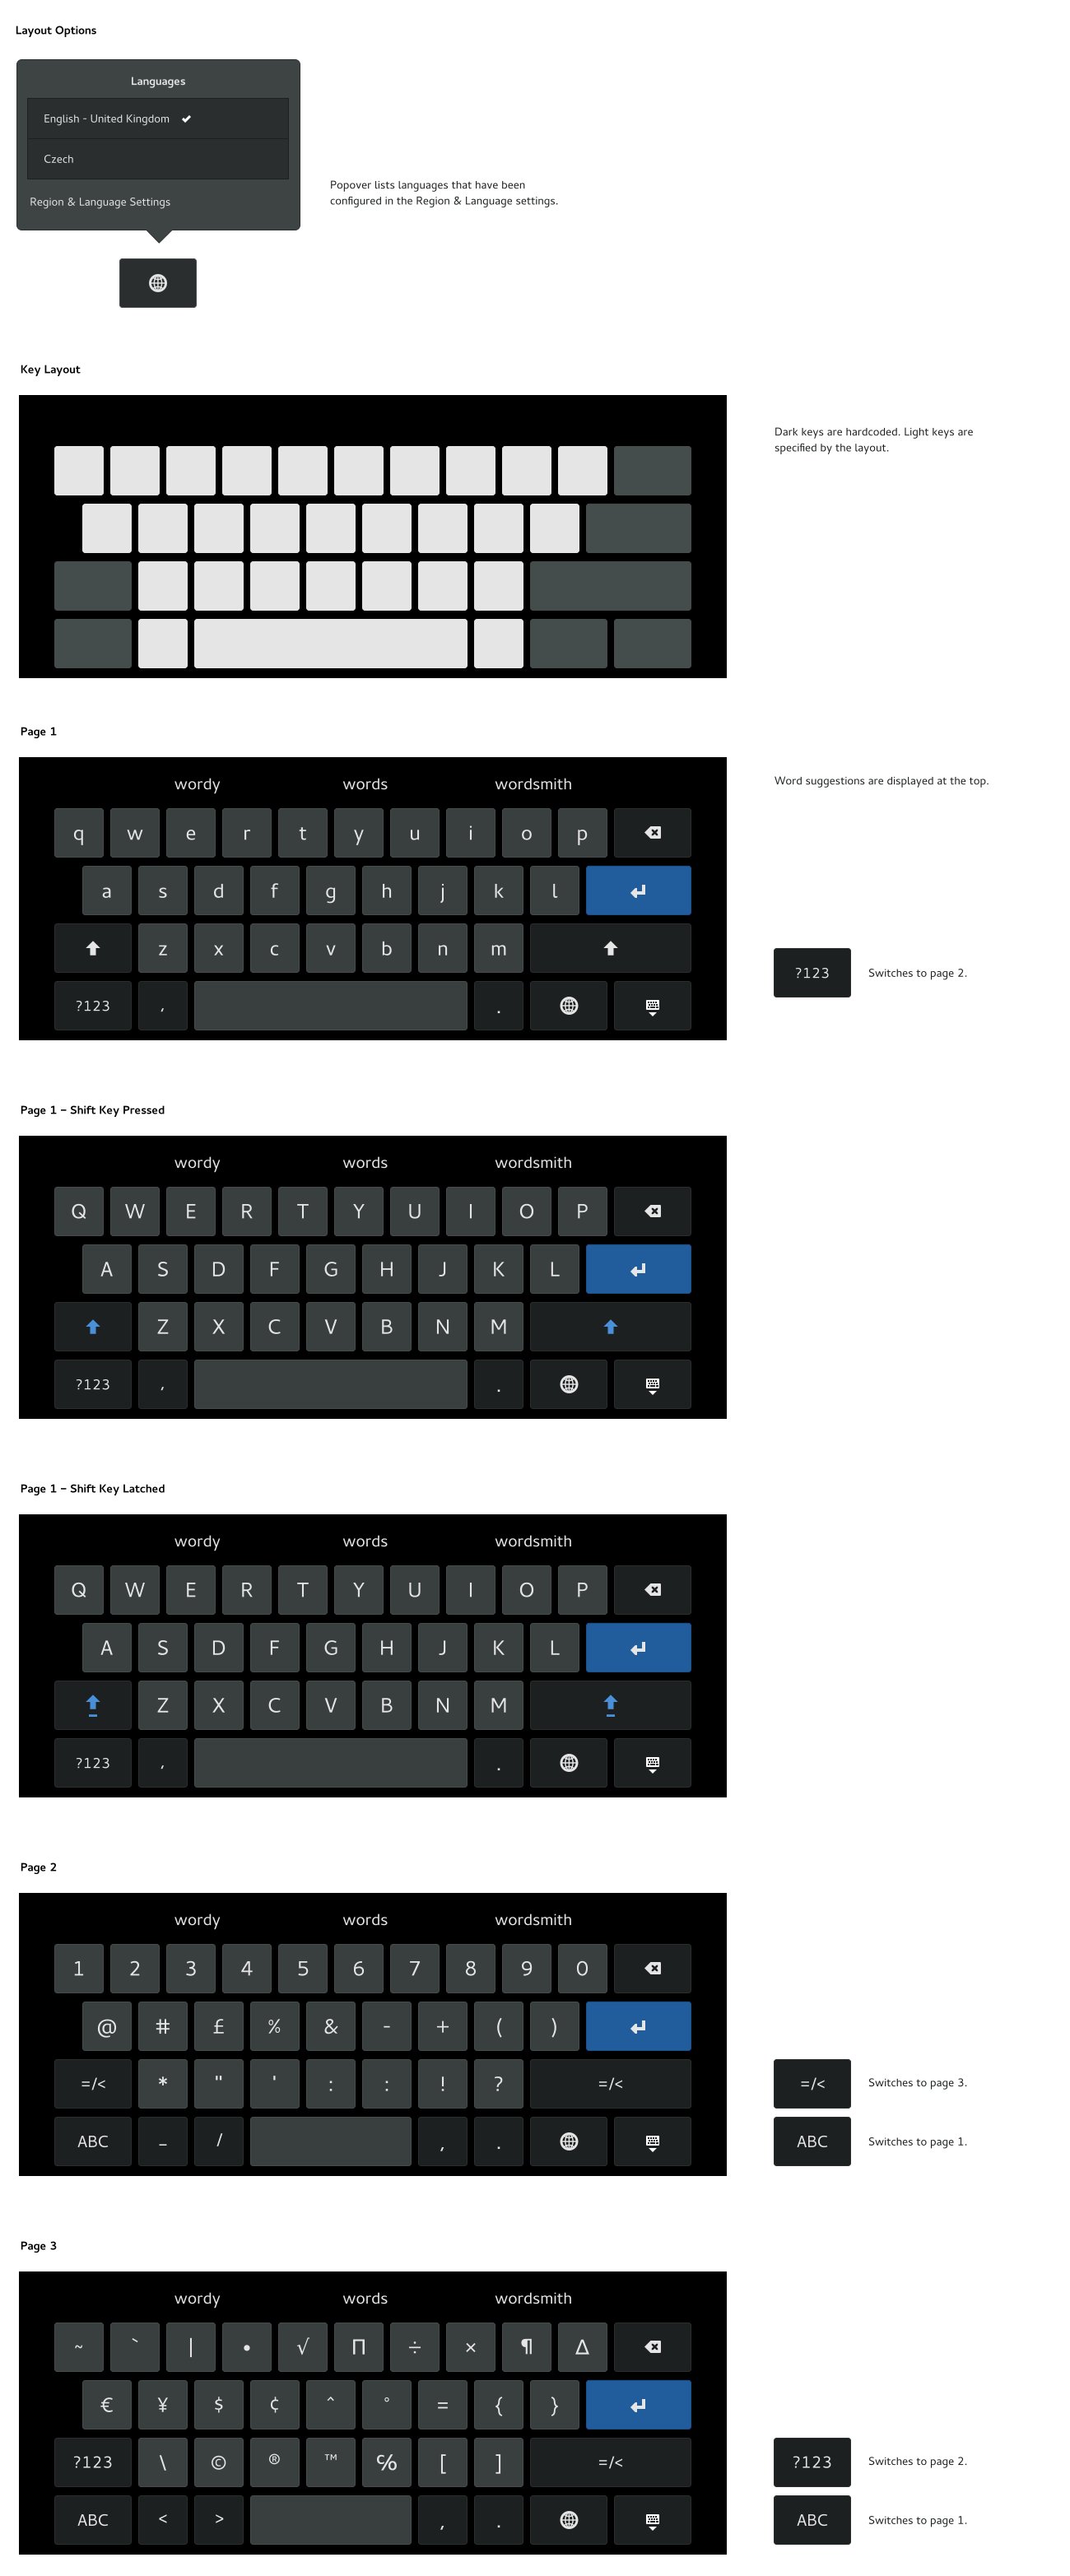 Layout Options
Languages
English - United Kingdom
Czech
Region & Language Settings
Popover lists languages that have been
configured in the Region & Language settings.
Key Layout
Dark keys are hardcoded. Light keys are
specified by the layout.
Page 1
wordy words wordsmith
Word suggestions are displayed at the top.
q w e r t y u i o p
a s d f g h j k l
z x c v b n m
?123 , .
?123 Switches to page 2.
Page 1 – Shift Key Pressed
wordy words wordsmith
Q W E R T Y U I O P
A S D F G H J K L
Z X C V B N M
?123 , .
Page 1 – Shift Key Latched
wordy words wordsmith
Q W E R T Y U I O P
A S D F G H J K L
Z X C V B N M
?123 , .
Page 2
wordy words wordsmith
1 2 3 4 5 6 7 8 9 0
@ # £ % & - + ( )
=/< * " ' : : ! ? =/<
=/< Switches to page 3.
ABC _ / , .
ABC Switches to page 1.
Page 3
wordy words wordsmith
~ ` | • √ Π ÷ × ¶ Δ
€ ¥ $ ¢ ^ ° = { }
?123 \ © ® ™ ℅ [ ] =/<
?123 Switches to page 2.
ABC < > , .
ABC Switches to page 1.